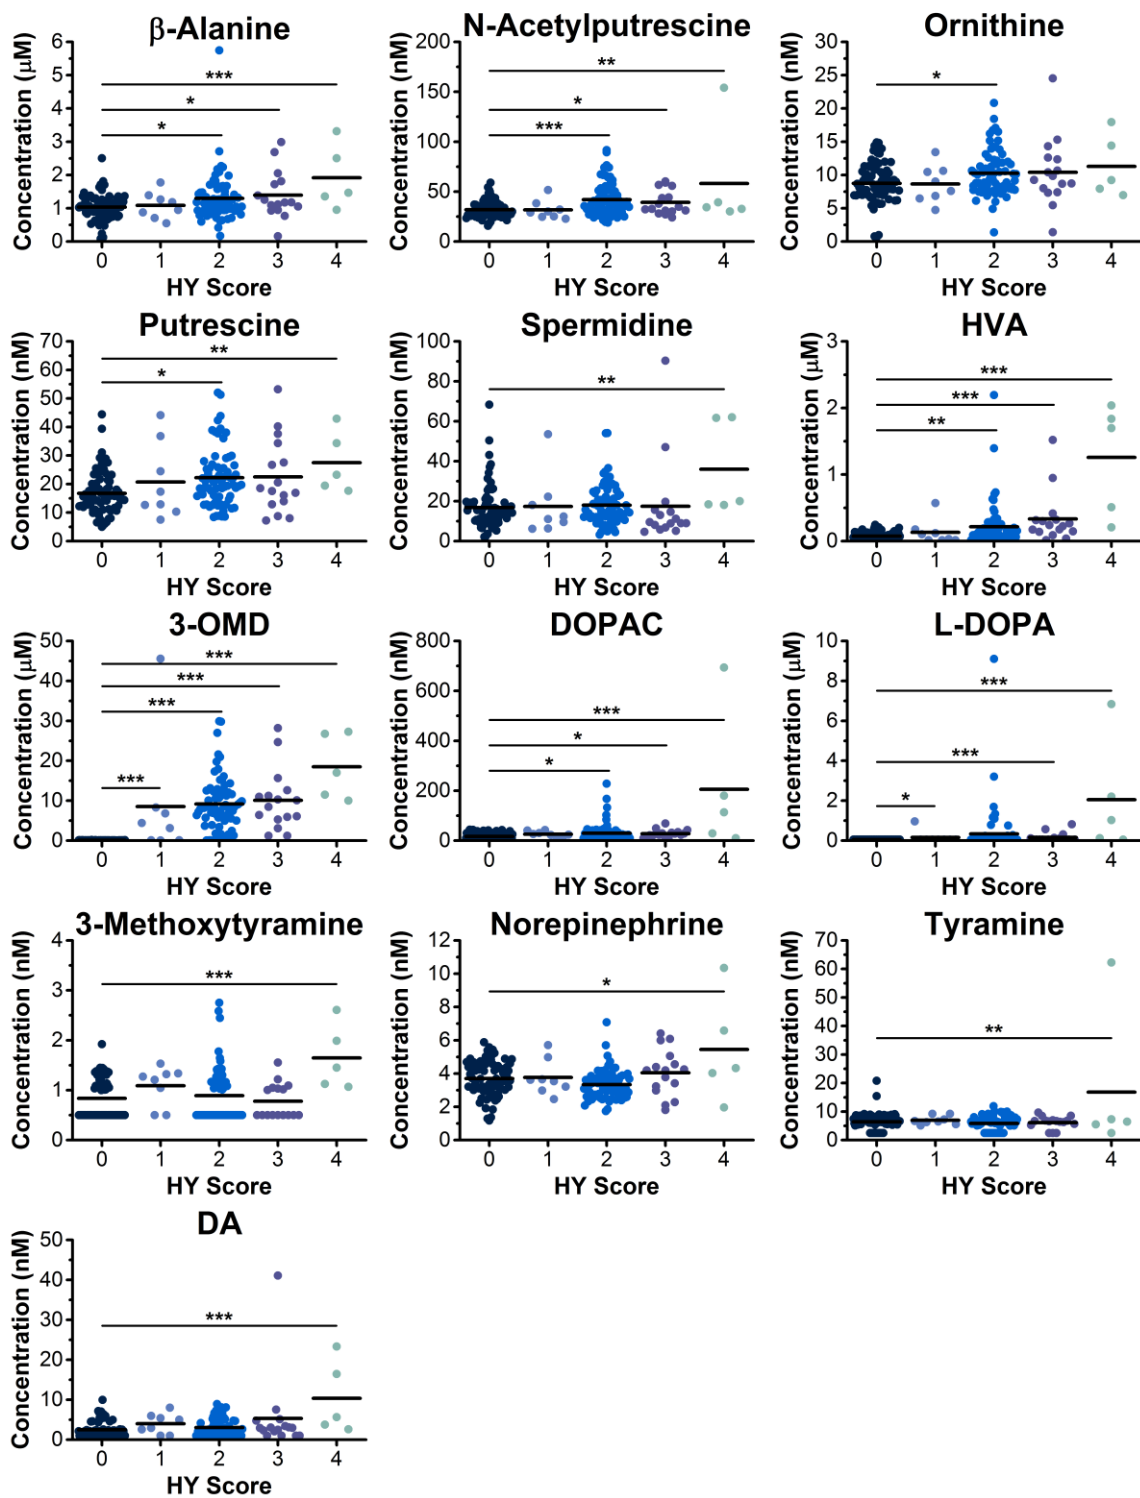 β-Alanine
Concentration (μM)
6
5
4
3
2
1
0
***
*
*
0 1 2 3 4
HY Score
N-Acetylputrescine
Concentration (nM)
200
150
100
50
0
**
*
***
0 1 2 3 4
HY Score
Ornithine
Concentration (nM)
30
25
20
15
10
5
0
*
0 1 2 3 4
HY Score
Putrescine
Concentration (nM)
70
60
50
40
30
20
10
0
**
*
0 1 2 3 4
HY Score
Spermidine
Concentration (nM)
100
80
60
40
20
0
**
0 1 2 3 4
HY Score
HVA
Concentration (μM)
3
2
1
0
***
***
**
0 1 2 3 4
HY Score
3-OMD
Concentration (μM)
50
40
30
20
10
0
***
***
***
***
0 1 2 3 4
HY Score
DOPAC
Concentration (nM)
800
600
400
200
0
***
*
*
0 1 2 3 4
HY Score
L-DOPA
Concentration (μM)
10
8
6
4
2
0
***
***
*
0 1 2 3 4
HY Score
3-Methoxytyramine
Concentration (nM)
4
3
2
1
0
***
0 1 2 3 4
HY Score
Norepinephrine
Concentration (nM)
12
10
8
6
4
2
0
*
0 1 2 3 4
HY Score
Tyramine
Concentration (nM)
70
60
50
40
30
20
10
0
**
0 1 2 3 4
HY Score
DA
Concentration (nM)
50
40
30
20
10
0
***
0 1 2 3 4
HY Score